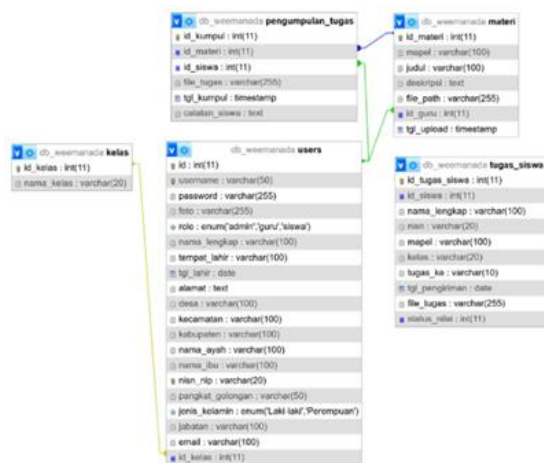 db_weemanada pengumpulan_tugas
id_kumpul : int(11)
id_materi : int(11)
id_siswa : int(11)
file_tugas : varchar(255)
tgl_kumpul : timestamp
catatan_siswa : text
db_weemanada materi
id_materi : int(11)
mapel : varchar(100)
judul : varchar(100)
deskripsi : text
file_path : varchar(255)
id_guru : int(11)
tgl_upload : timestamp
db_weemanada kelas
id_kelas : int(11)
nama_kelas : varchar(20)
db_weemanada users
id : int(11)
username : varchar(50)
password : varchar(255)
foto : varchar(255)
role : enum('admin','guru','siswa')
nama_lengkap : varchar(100)
tempat_lahir : varchar(100)
tgl_lahir : date
alamat : text
desa : varchar(100)
kecamatan : varchar(100)
kabupaten : varchar(100)
nama_ayah : varchar(100)
nama_ibu : varchar(100)
nisn_nip : varchar(20)
pangkat_golongan : varchar(50)
jenis_kelamin : enum('Laki-laki','Perempuan')
jabatan : varchar(100)
email : varchar(100)
id_kelas : int(11)
db_weemanada tugas_siswa
id_tugas_siswa : int(11)
id_siswa : int(11)
nama_lengkap : varchar(100)
nisn : varchar(20)
mapel : varchar(100)
kelas : varchar(20)
tugas_ke : varchar(10)
tgl_pengiriman : date
file_tugas : varchar(255)
status_nilai : int(11)